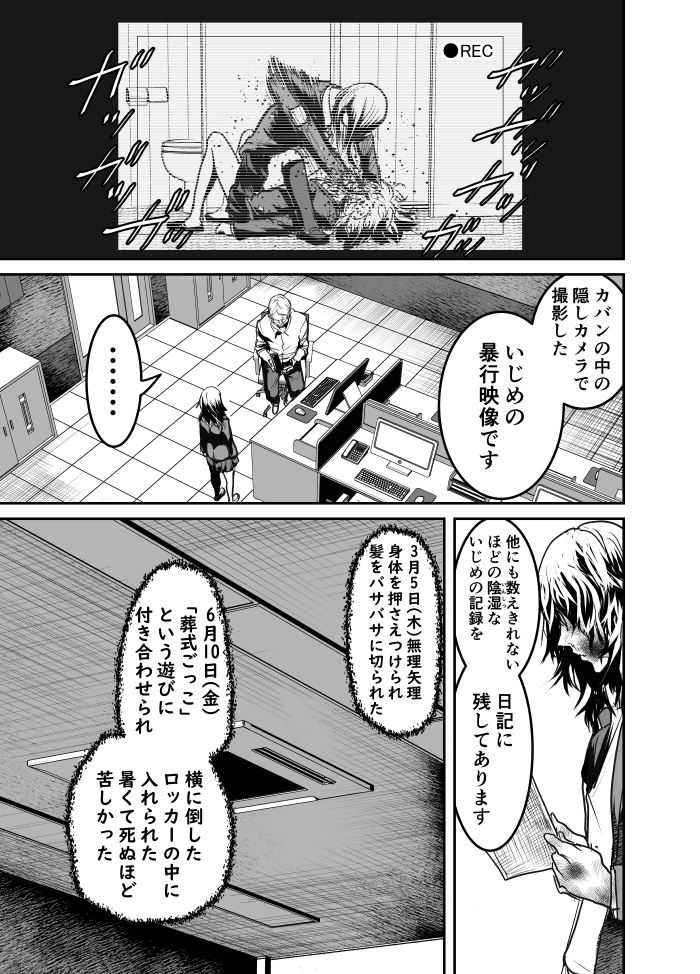 ●REC
ガッ
ガッ
ガッ
ガッ
ガッ
ガッ
カバンの中の
隠しカメラで
撮影した
いじめの
暴行映像です
・・・・・・
他にも数えきれない
ほどの陰湿な
いじめの記録を
日記に
残してあります
3月5日(木)無理矢理
身体を押さえつけられ
髪をバサバサに切られた
6月10日(金)
「葬式ごっこ」
という遊びに
付き合わせられ
横に倒した
ロッカーの中に
入れられた
暑くて死ぬほど
苦しかった